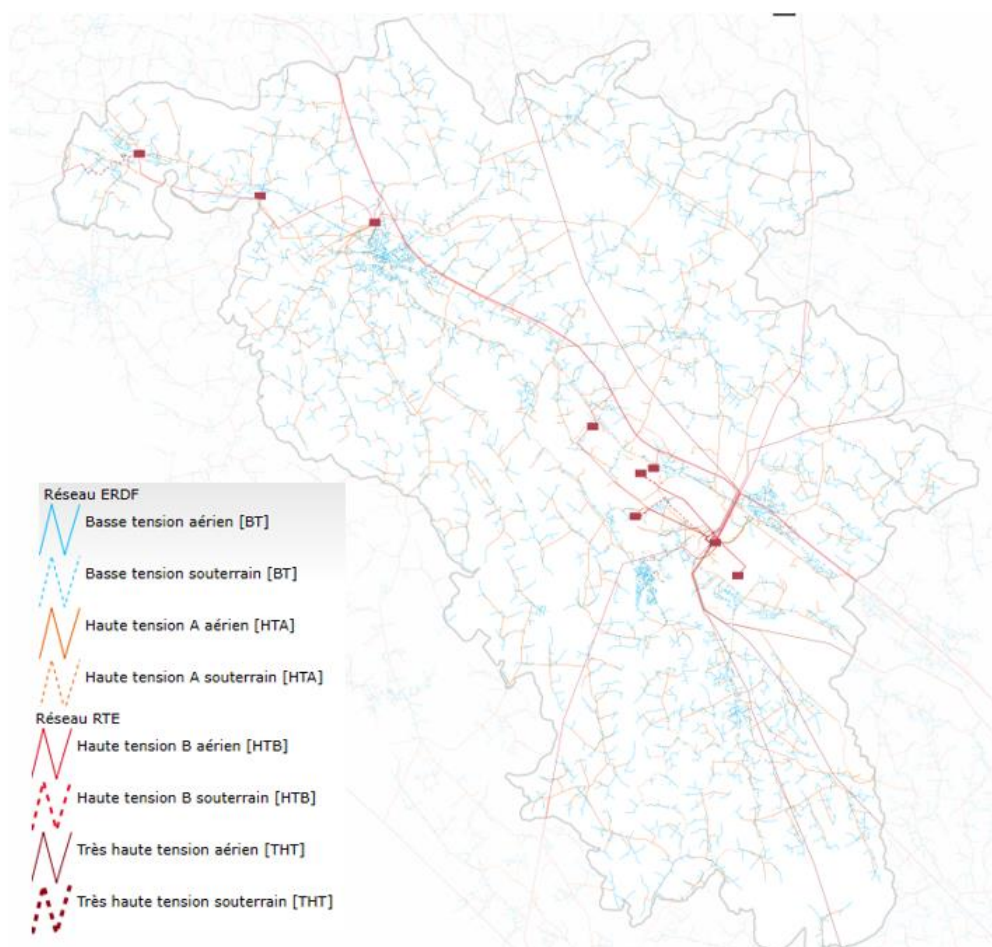 Réseau ERDF
Basse tension aérien [BT]
Basse tension souterrain [BT]
Haute tension A aérien [HTA]
Haute tension A souterrain [HTA]
Réseau RTE
Haute tension B aérien [HTB]
Haute tension B souterrain [HTB]
Très haute tension aérien [THT]
Très haute tension souterrain [THT]